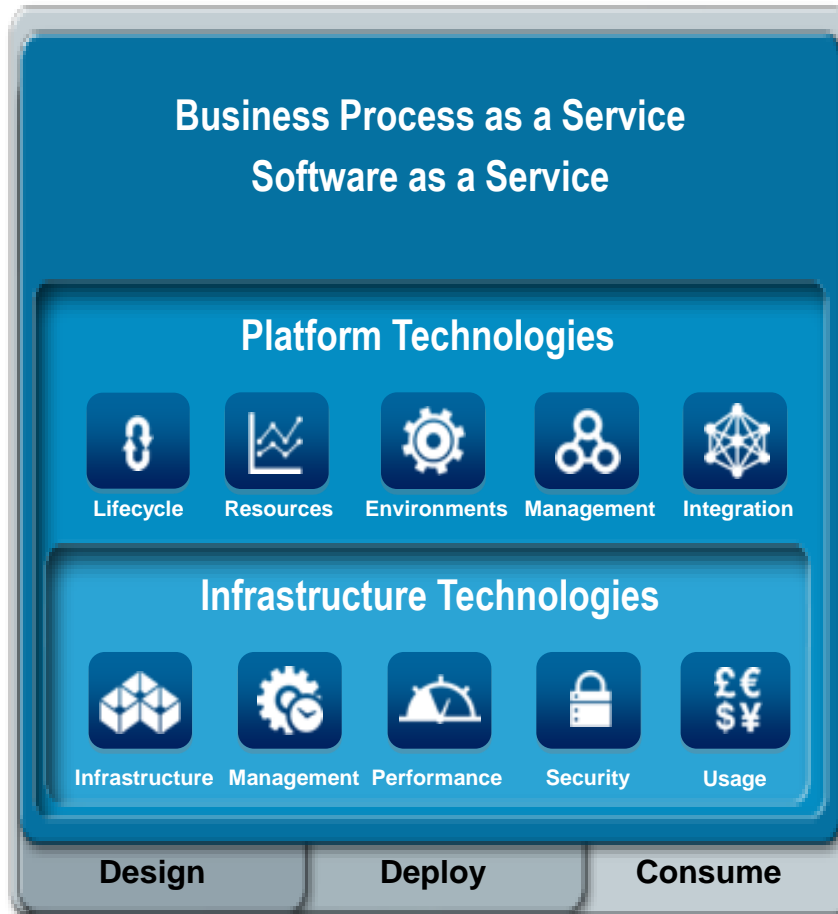 Business Process as a Service
Software as a Service
Platform Technologies
Lifecycle Resources Environments Management Integration
Infrastructure Technologies
£€
$¥
Infrastructure Management Performance Security Usage
Design Deploy Consume